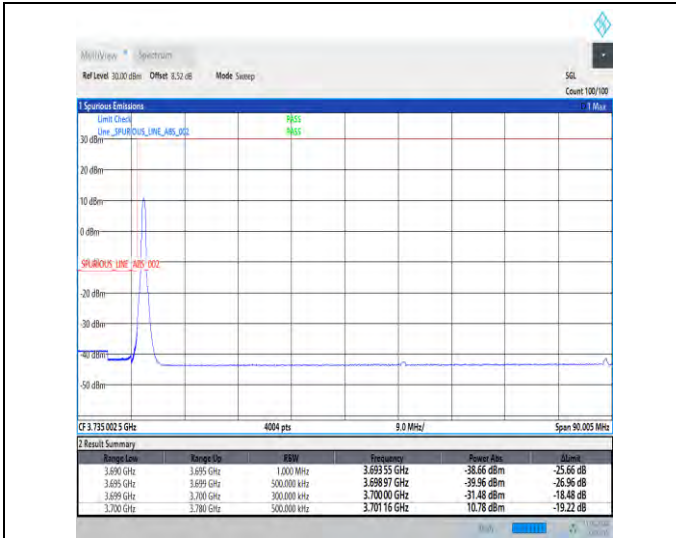 MultiView Spectrum
Ref Level 30.00 dBm Offset 8.52 dB Mode Sweep SGL
Count 100/100
1 Spurious Emissions 1 Max
Limit Check PASS
Line _SPURIOUS_LINE_ABS_002 PASS
30 dBm
20 dBm
10 dBm
0 dBm
_SPURIOUS_LINE_ABS_002
-20 dBm
-30 dBm
-40 dBm
-50 dBm
CF 3.735 002 5 GHz 4004 pts 9.0 MHz/ Span 90.005 MHz
2 Result Summary
Range Low Range Up RBW Frequency Power Abs ΔLimit
3.690 GHz 3.695 GHz 1.000 MHz 3.693 55 GHz -38.66 dBm -25.66 dB
3.695 GHz 3.699 GHz 500.000 kHz 3.698 97 GHz -39.96 dBm -26.96 dB
3.699 GHz 3.700 GHz 300.000 kHz 3.700 00 GHz -31.48 dBm -18.48 dB
3.700 GHz 3.780 GHz 500.000 kHz 3.701 16 GHz 10.78 dBm -19.22 dB